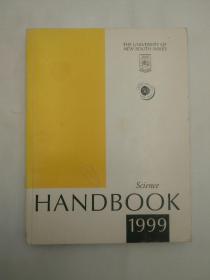 THE UNIVERSITY OF
NEW SOUTH WALES
Science
HANDBOOK
1999